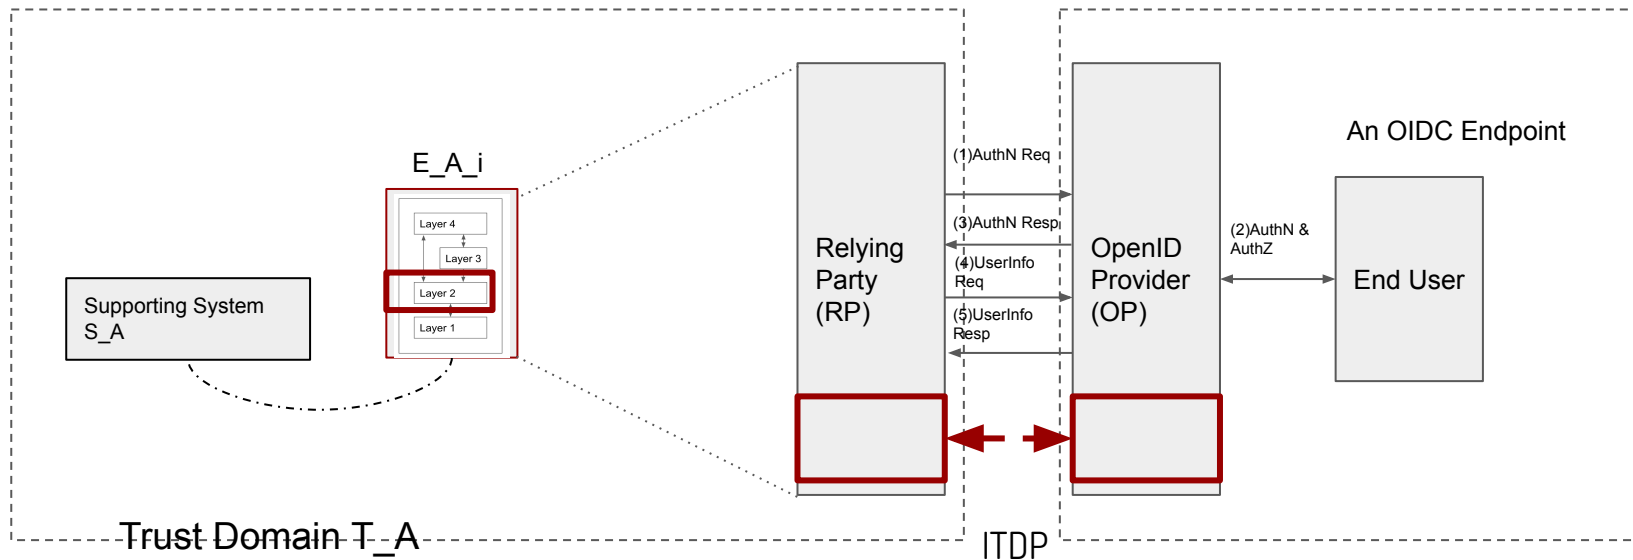 An OIDC Endpoint
E_A_i
Layer 4
Layer 3
Layer 2
Layer 1
Supporting System
S_A
Relying
Party
(RP)
(1)AuthN Req
(3)AuthN Resp
(4)UserInfo
Req
(5)UserInfo
Resp
OpenID
Provider
(OP)
(2)AuthN &
AuthZ
End User
Trust Domain T_A
ITDP